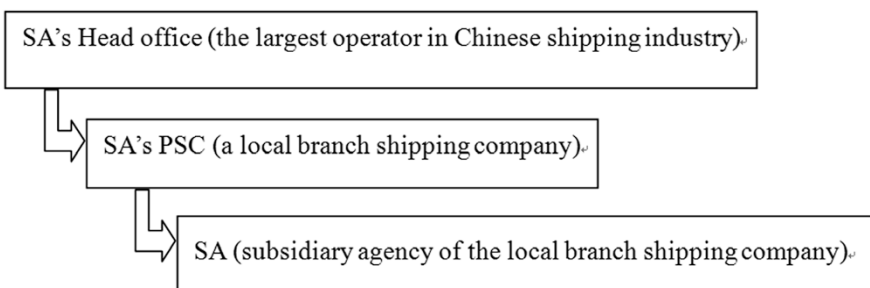 SA’s Head office (the largest operator in Chinese shipping industry)
SA’s PSC (a local branch shipping company)
SA (subsidiary agency of the local branch shipping company)